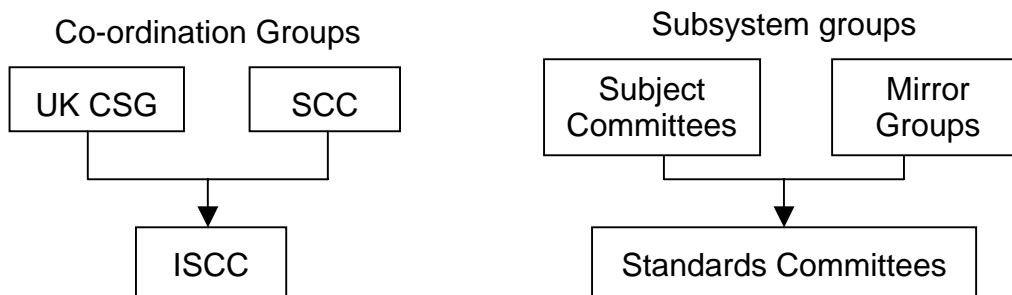 Co-ordination Groups
UK CSG
SCC
ISCC
Subsystem groups
Subject
Committees
Mirror
Groups
Standards Committees